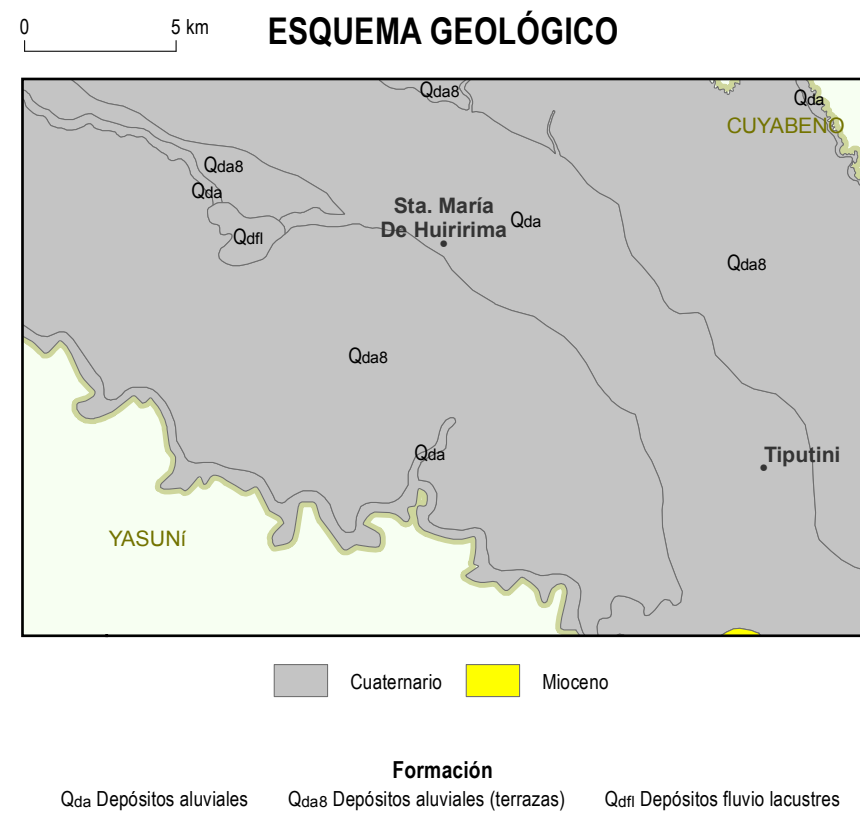 0 5 km
ESQUEMA GEOLÓGICO
Qda8
Qda
CUYABENO
Qda8
Qda
Sta. María
De Huiririma
Qda
Qdfl
Qda8
Qda8
Qda
Tiputini
YASUNí
Cuaternario Mioceno
Formación
Qda Depósitos aluviales Qda8 Depósitos aluviales (terrazas) Qdfl Depósitos fluvio lacustres